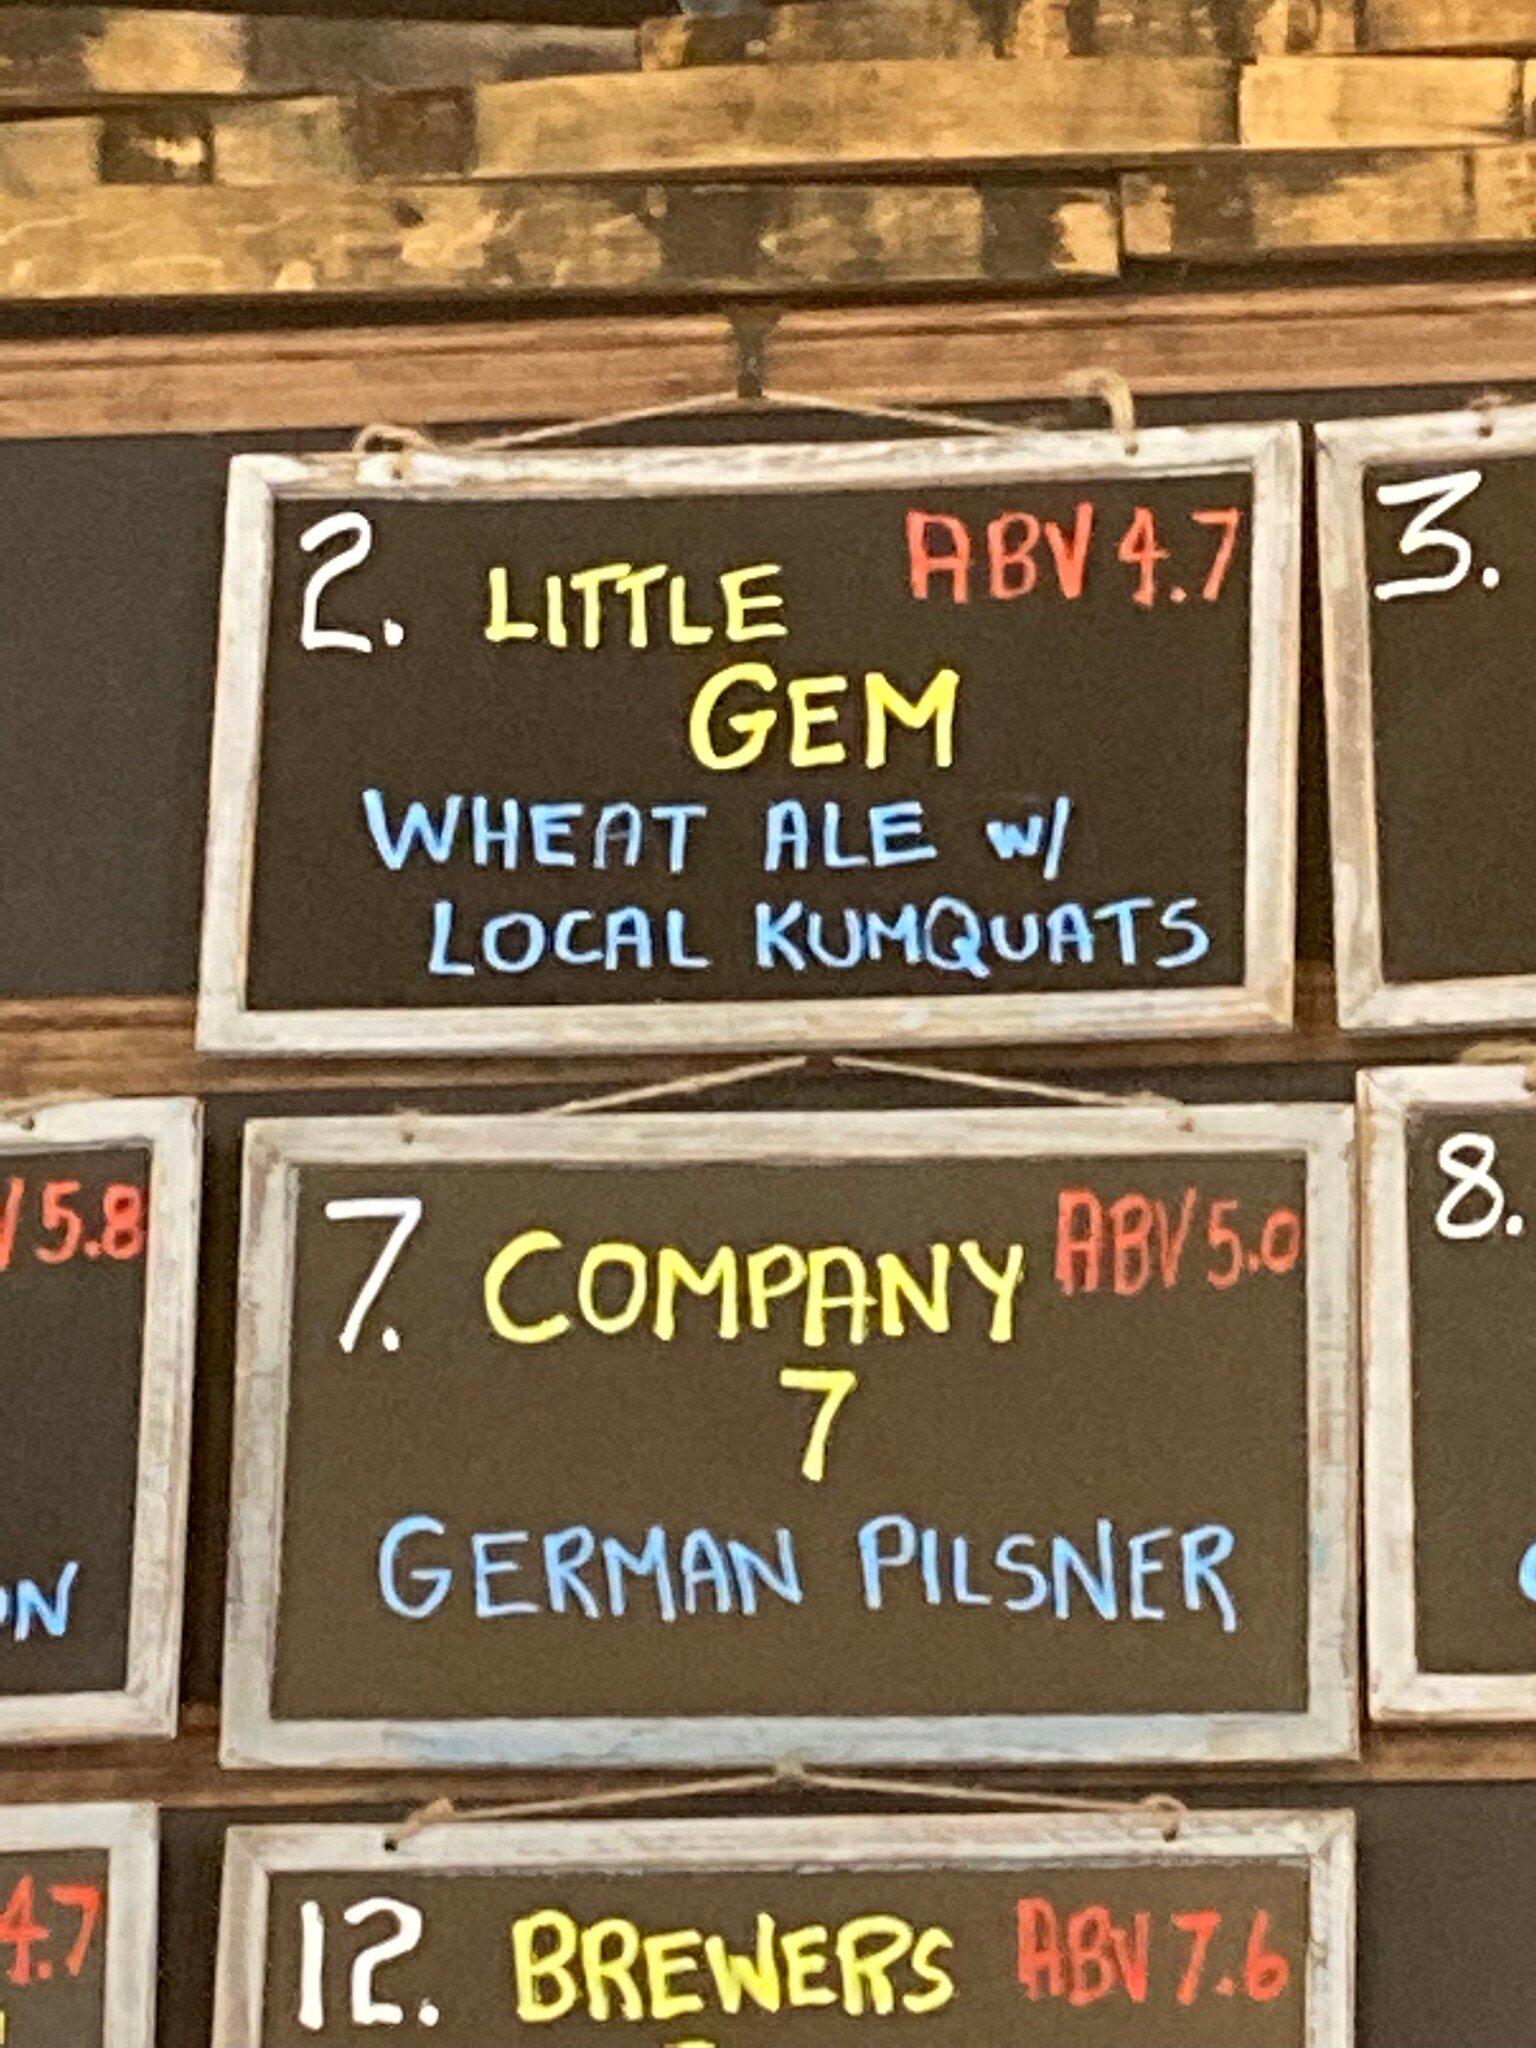 2. LITTLE ABV 4.7
GEM
WHEAT ALE w/
LOCAL KUMQUATS
3.
5.8
7. COMPANY ABV 5.0
7
GERMAN PILSNER
8.
4.7
12. BREWERS ABV 7.6